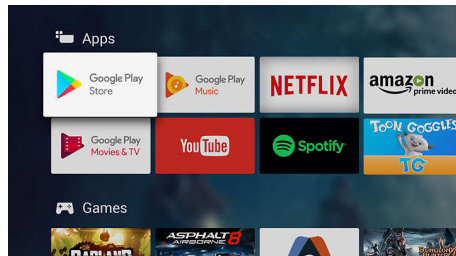 Apps
Google Play
Store
Google Play
Music
NETFLIX
amazon
prime video
Google Play
Movies & TV
YouTube
Spotify
TOON GOGGLES
TG
Games
BADLAND
ASPHALT 8
AIRBORNE